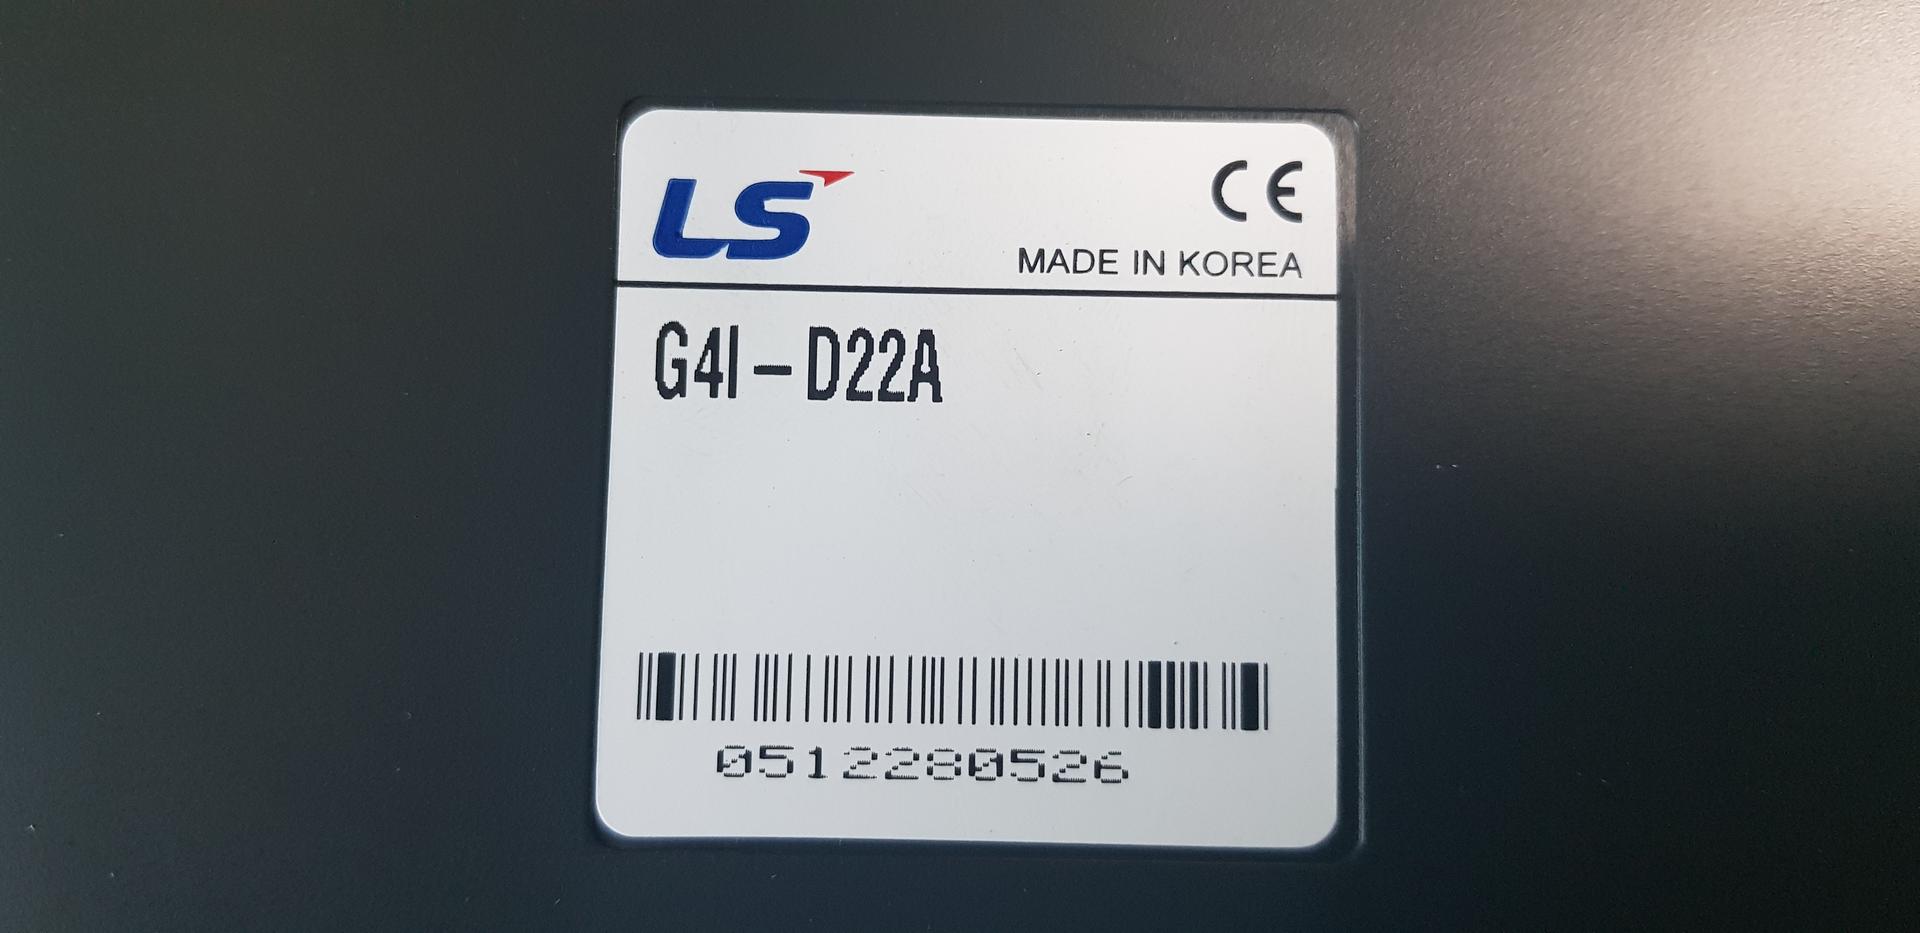 LS
CE
MADE IN KOREA
G4I-D22A
0512280526